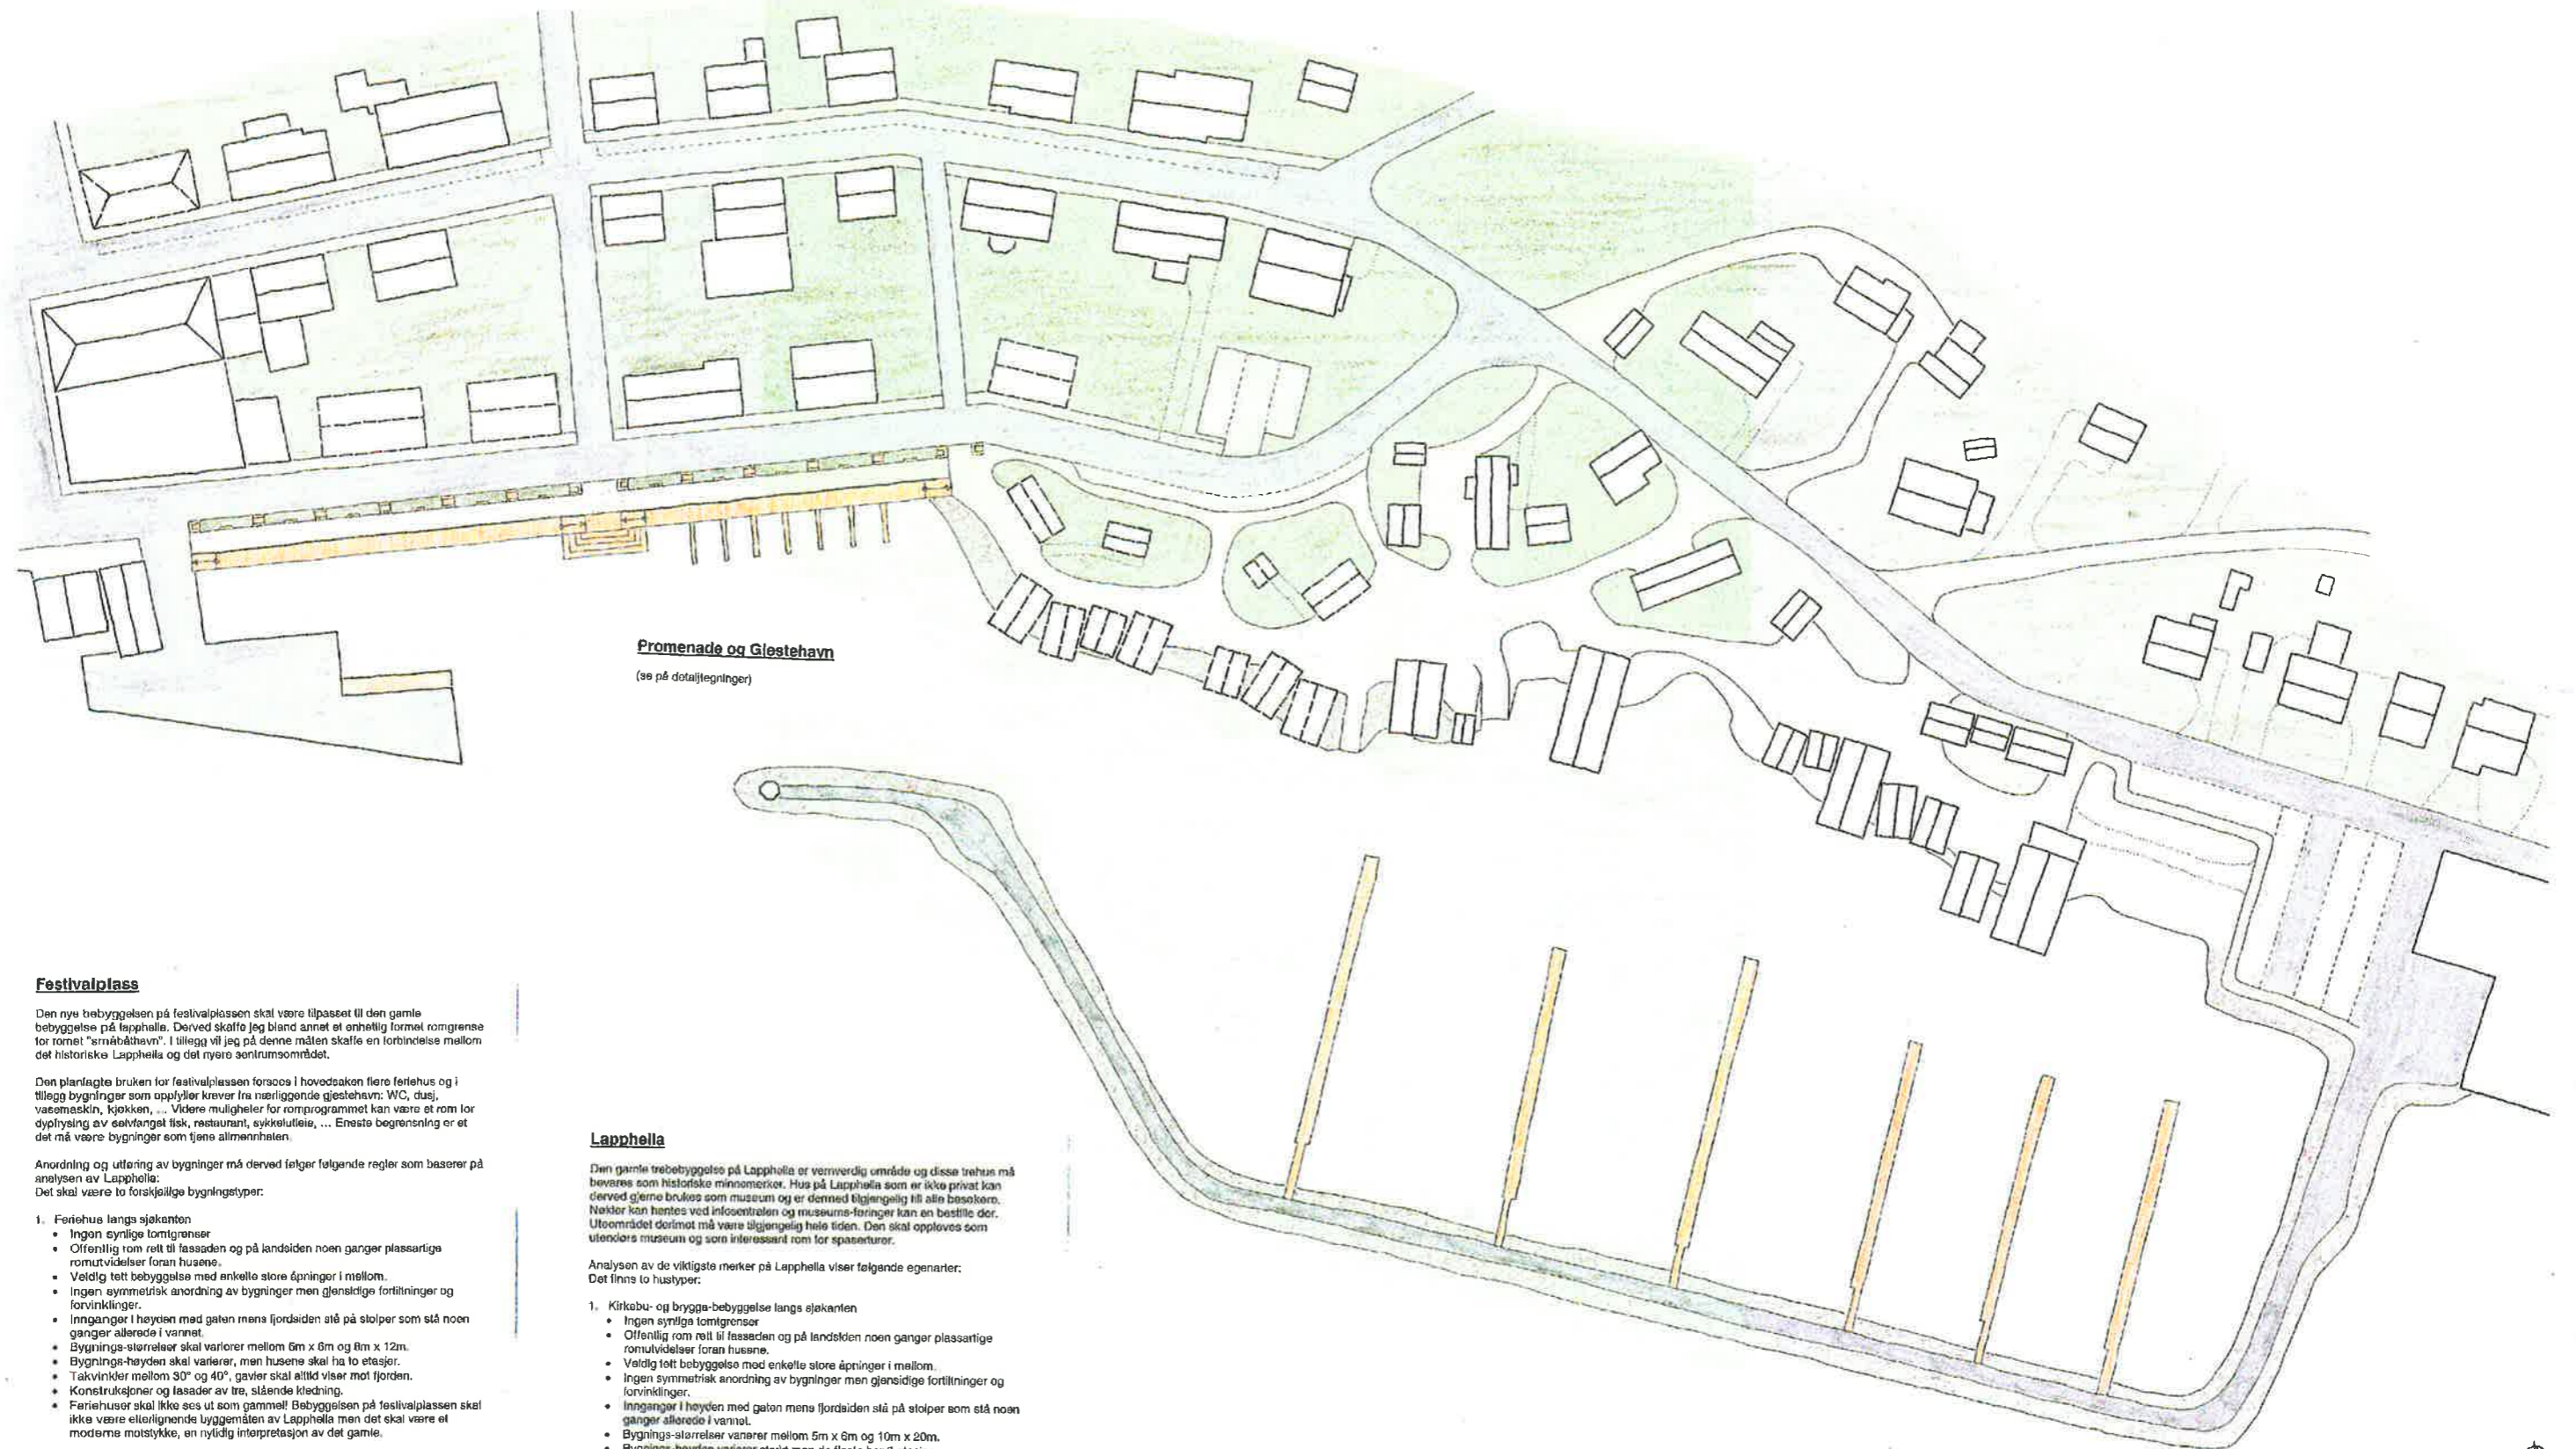 Promenade og Gjestehavn
(se på detaljtegninger)
Festivalplass
Den nye bebyggelsen på festivalplassen skal være tilpasset til den gamle
bebyggelse på lapphella. Derved skaffe jeg bland annet et enhetlig formet romgrense
for romet "småbåthavn". I tillegg vil jeg på denne måten skaffe en forbindelse mellom
det historiske Lapphella og det nyere sentrumsområdet.
Den planlagte bruken for festivalplassen forsees i hovedsaken flere feriehus og i
tillegg bygninger som oppfyller krever fra nærliggende gjestehavn: WC, dusj,
vasemaskin, kjøkken, ... Videre muligheter for romprogrammet kan være et rom for
dypfrysing av selvfangst fisk, restaurant, sykkelutleie, ... Eneste begrensning er et
det må være bygninger som tjene allmennheten.
Anordning og utføring av bygninger må derved følger følgende regler som baserer på
analysen av Lapphella:
Det skal være to forskjellige bygningstyper:
1. Feriehus langs sjøkanten
• Ingen synlige tomtgrenser
• Offentlig rom rett til fassaden og på landsiden noen ganger plassartige
romutvidelser foran husene.
• Veldig tett bebyggelse med enkelte store åpninger i mellom.
• Ingen symmetrisk anordning av bygninger men gjensidige fortiltninger og
forvinklinger.
• Innganger i høyden med gaten mens fjordsiden stå på stolper som stå noen
ganger allerede i vannet.
• Bygnings-størrelser skal variorer mellom 5m x 6m og 8m x 12m.
• Bygnings-høyden skal varierer, men husene skal ha to etasjer.
• Takvinkler mellom 30° og 40°, gavler skal alltid viser mot fjorden.
• Konstruksjoner og fasader av tre, stående kledning.
• Feriehuser skal ikke ses ut som gammel! Bebyggelsen på festivalplassen skal
ikke være etterlignende byggemåten av Lapphella men det skal være et
moderne motstykke, en nytidig interpretasjon av det gamle.
Lapphella
Den gamle trebebyggelse på Lapphella er vernverdig område og disse trehus må
bevares som historiske minnemerker. Hus på Lapphella som er ikke privat kan
derved gjerne brukes som museum og er dermed tilgjengelig till alle besøkere.
Nøkler kan hentes ved infosentralen og museums-føringer kan en bestille der.
Uteområdet derimot må være tilgjengelig hele tiden. Den skal oppleves som
utendørs museum og som interessant rom for spaserturer.
Analysen av de viktigste merker på Lapphella viser følgende egenarter:
Det finns to hustyper:
1. Kirkebu- og brygge-bebyggelse langs sjøkanten
• Ingen synlige tomtgrenser
• Offentlig rom rett til fassaden og på landsiden noen ganger plassartige
romutvidelser foran husene.
• Veldig tett bebyggelse med enkelte store åpninger i mellom.
• Ingen symmetrisk anordning av bygninger men gjensidige fortiltninger og
forvinklinger.
• Innganger i høyden med gaten mens fjordsiden stå på stolper som stå noen
ganger allerede i vannet.
• Bygnings-størrelser varierer mellom 5m x 6m og 10m x 20m.